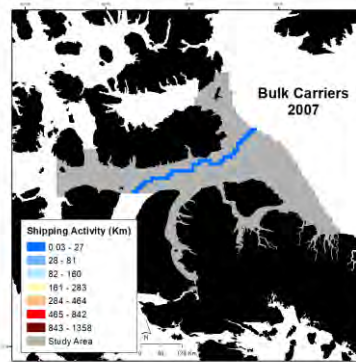 Bulk Carriers
2007
Shipping Activity (Km)
0.03 - 27
28 - 81
82 - 160
161 - 283
284 - 464
465 - 842
843 - 1358
Study Area
N